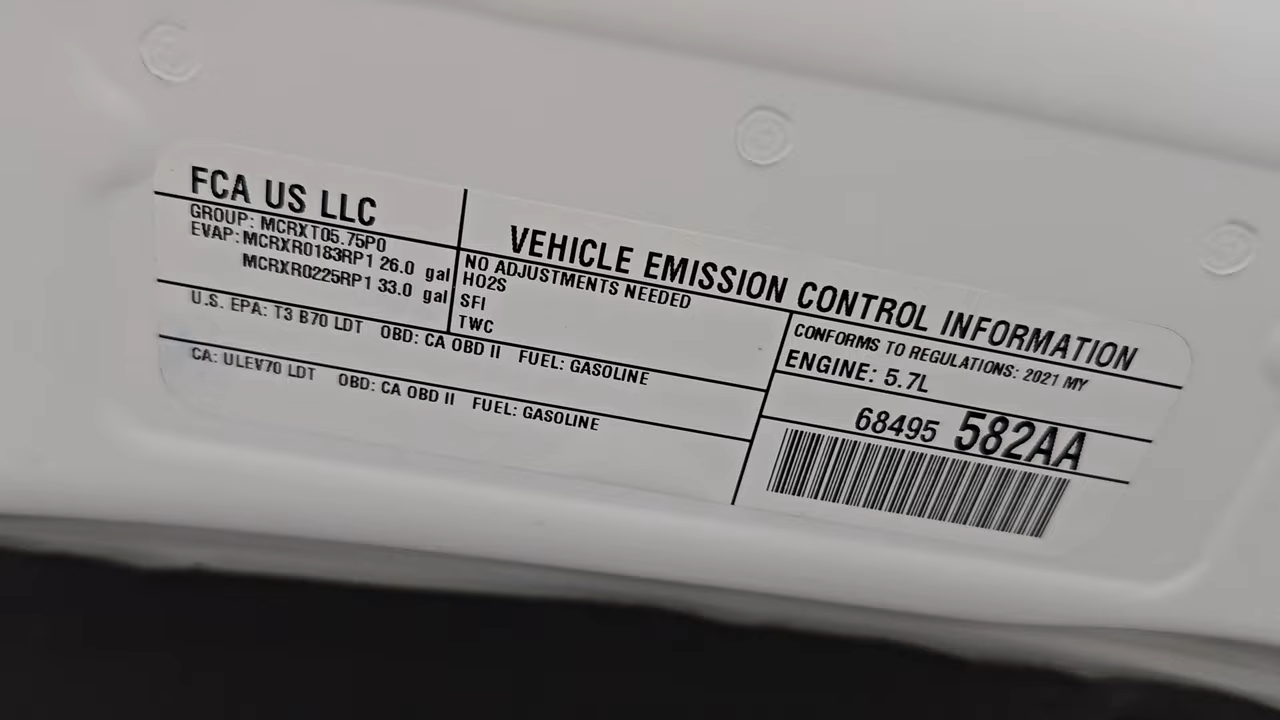 FCA US LLC
GROUP: MCRXT05.75P0
EVAP: MCRXR0183RP1 26.0 gal
MCRXR0225RP1 33.0 gal
VEHICLE EMISSION CONTROL INFORMATION
NO ADJUSTMENTS NEEDED
HO2S
SFI
TWC
U.S. EPA: T3 B70 LDT OBD: CA OBD II FUEL: GASOLINE
CA: ULEV70 LDT OBD: CA OBD II FUEL: GASOLINE
CONFORMS TO REGULATIONS: 2021 MY
ENGINE: 5.7L
68495 582AA